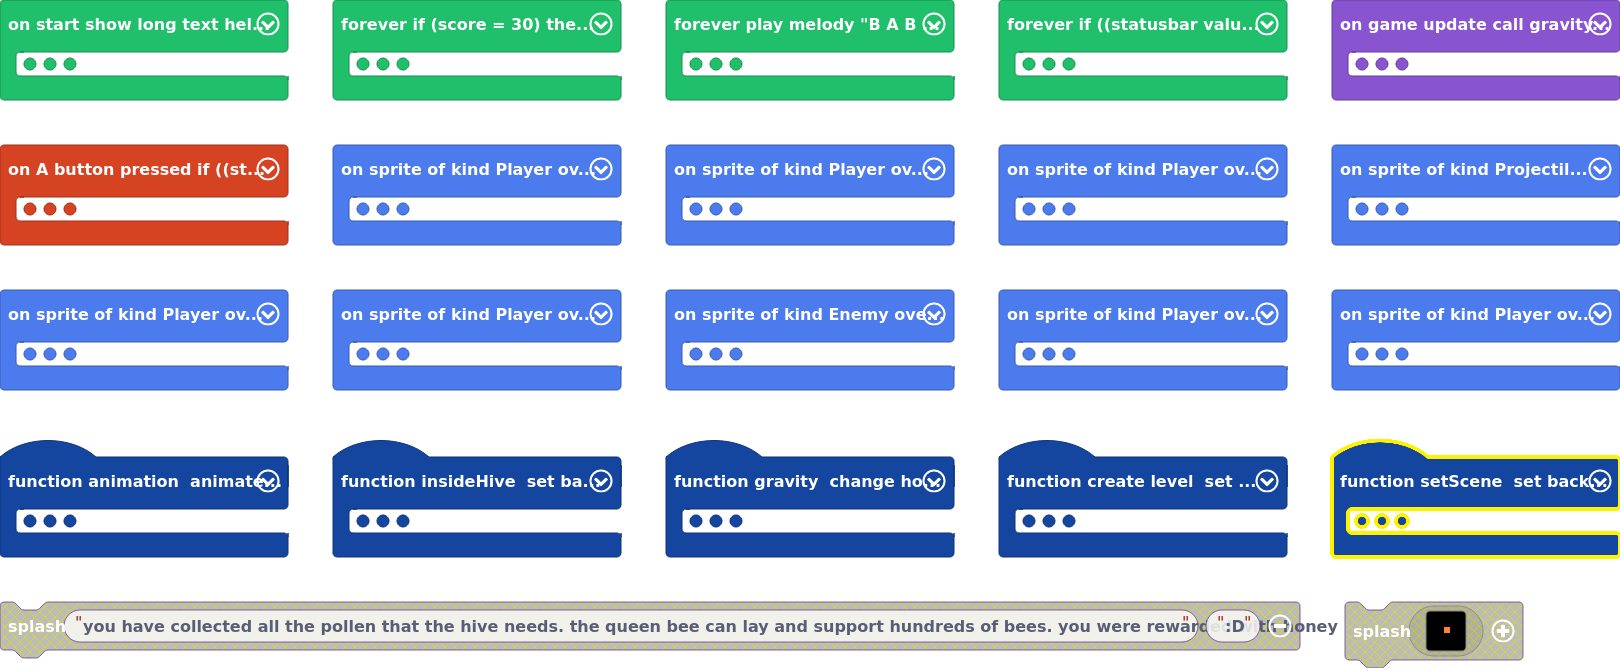 on start show long text hel...
forever if (score = 30) the...
forever play melody "B A B ...
forever if ((statusbar valu...
on game update call gravity...
on A button pressed if ((st...
on sprite of kind Player ov...
on sprite of kind Player ov...
on sprite of kind Player ov...
on sprite of kind Projectil...
on sprite of kind Player ov...
on sprite of kind Player ov...
on sprite of kind Enemy ove...
on sprite of kind Player ov...
on sprite of kind Player ov...
function animation  animate...
function insideHive  set ba...
function gravity  change ho...
function create level  set ...
function setScene  set back...
splash "you have collected all the pollen that the hive needs. the queen bee can lay and support hundreds of bees. you were rewarded with honey" ":D"
splash